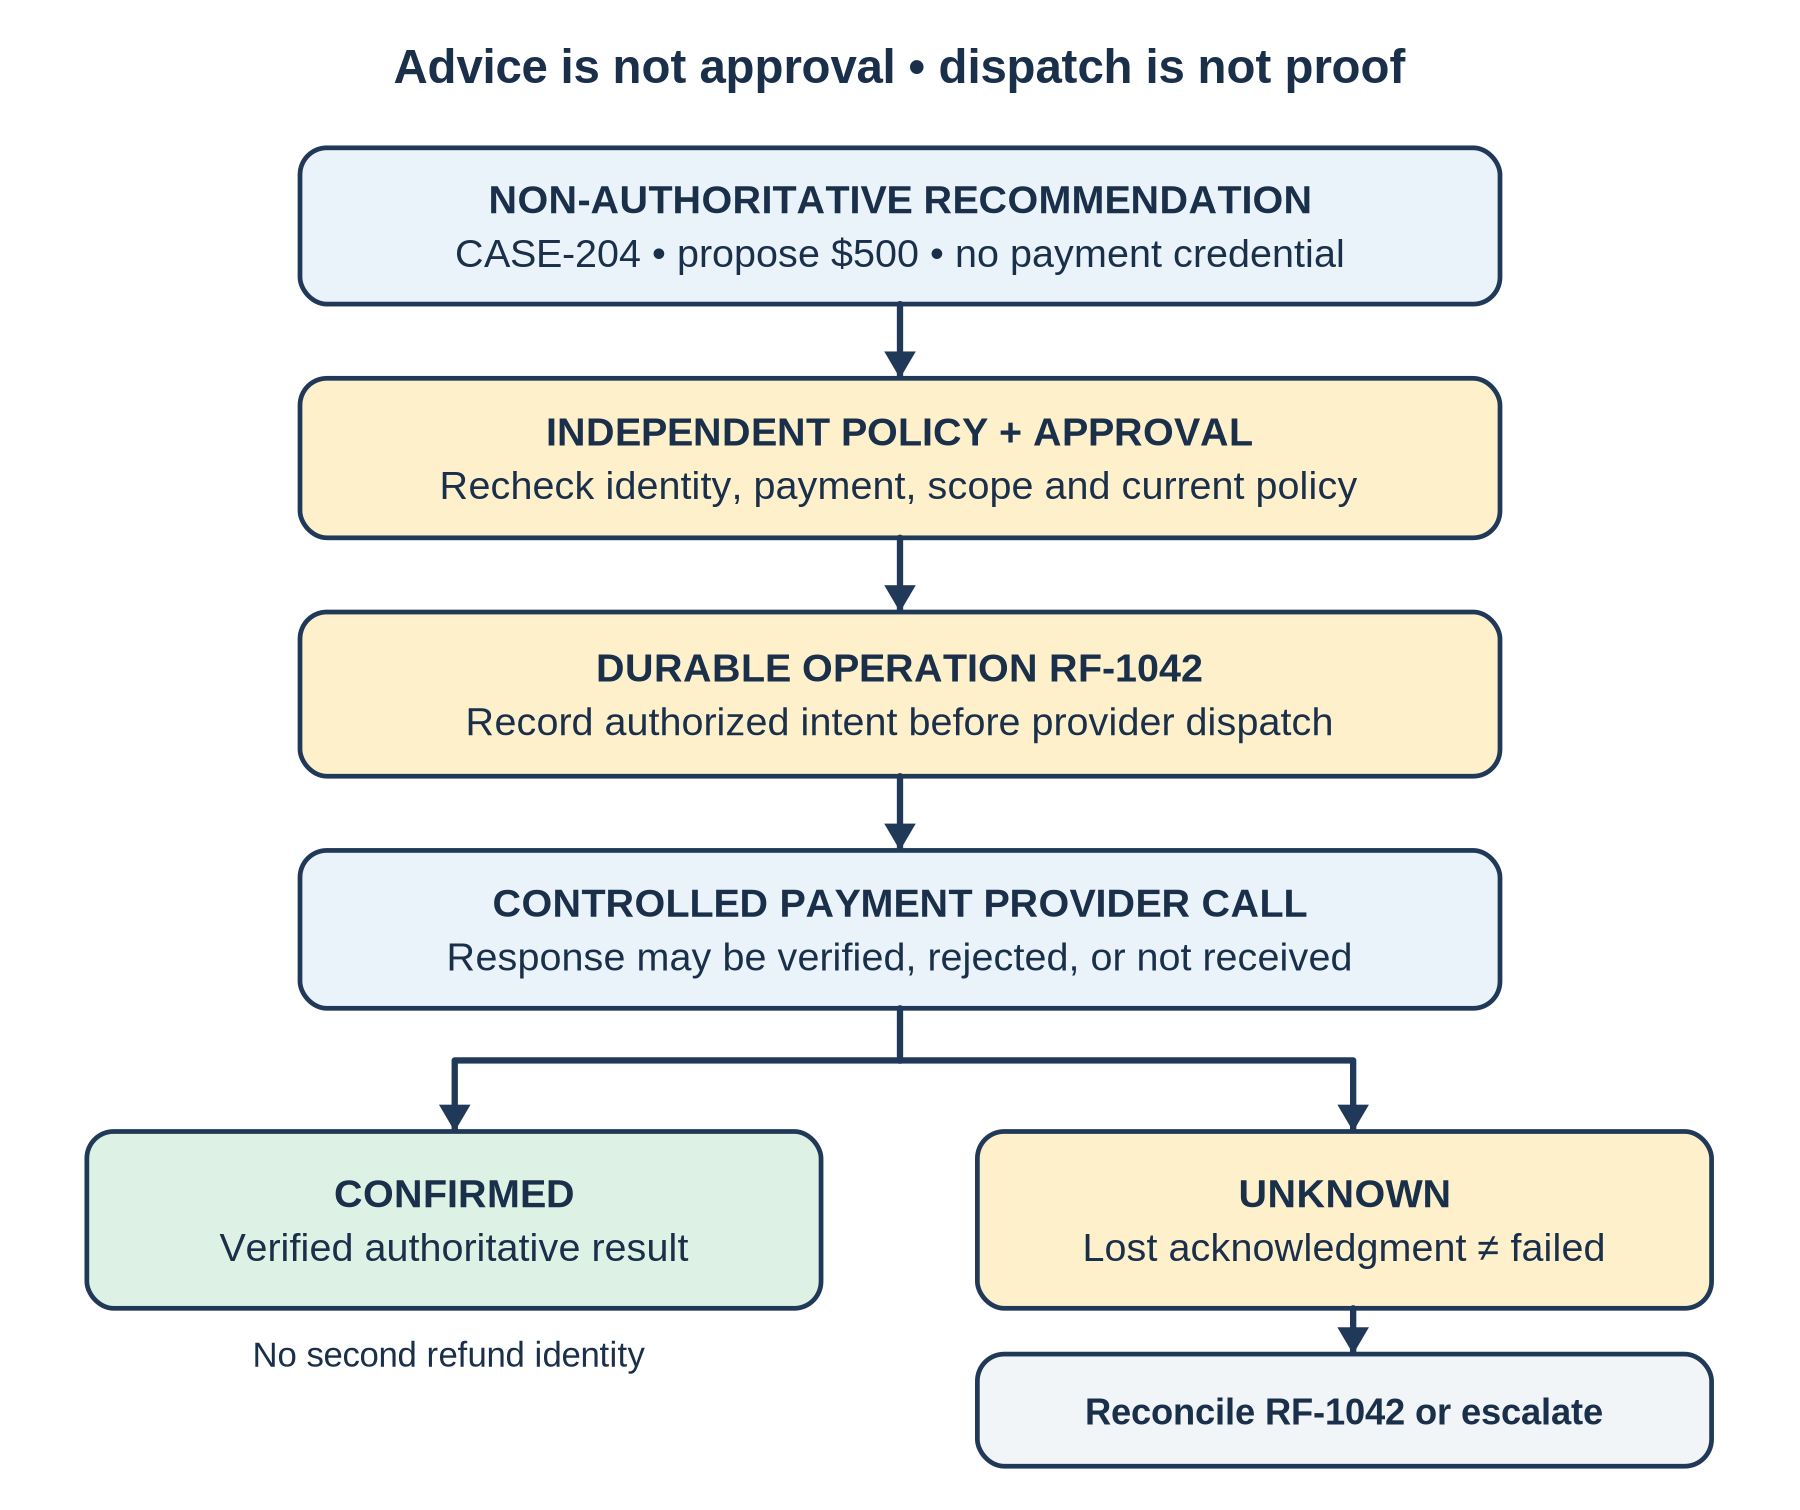 Advice is not approval • dispatch is not proof
NON-AUTHORITATIVE RECOMMENDATION
CASE-204 • propose $500 • no payment credential
INDEPENDENT POLICY + APPROVAL
Recheck identity, payment, scope and current policy
DURABLE OPERATION RF-1042
Record authorized intent before provider dispatch
CONTROLLED PAYMENT PROVIDER CALL
Response may be verified, rejected, or not received
CONFIRMED
Verified authoritative result
No second refund identity
UNKNOWN
Lost acknowledgment ≠ failed
Reconcile RF-1042 or escalate